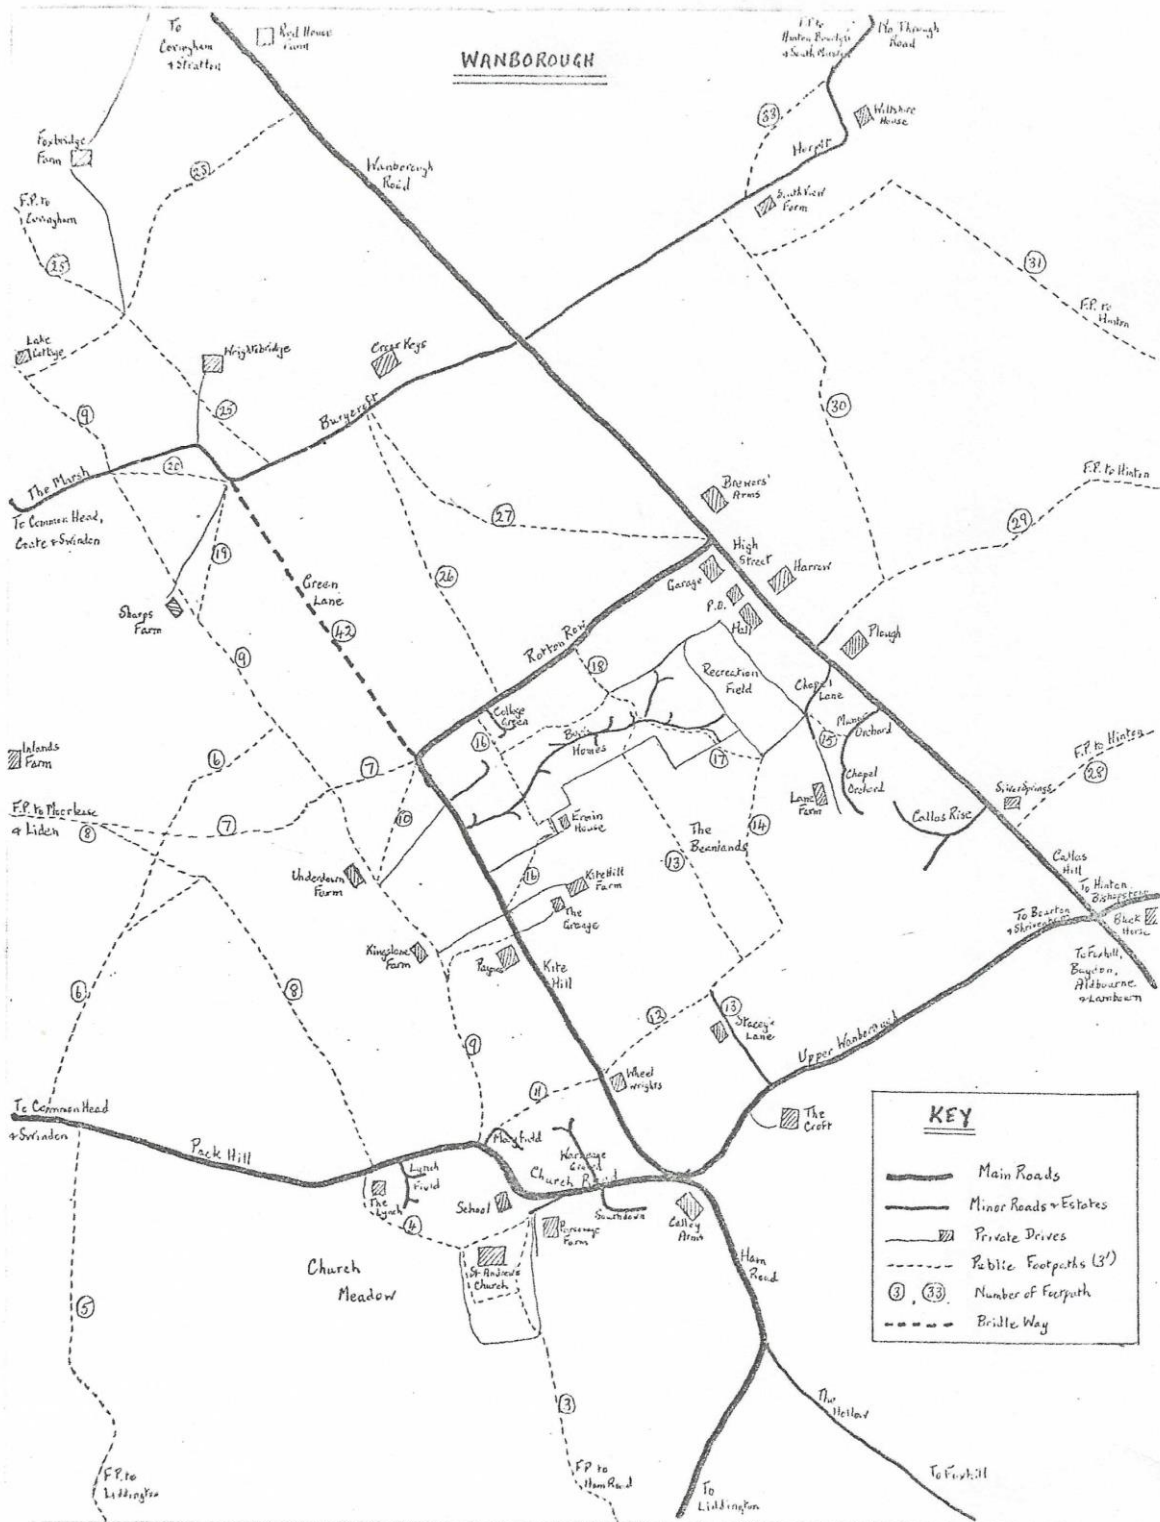 WANBOROUGH
To
Covingham
& Stratton
Red House
Farm
F.P. to
Hinton
& South Marston
No Through
Road
Foxbridge
Farm
33
Wiltshire
House
Horpit
25
Wanborough
Road
F.P. to
Covingham
South View
Farm
25
31
F.P. to
Hinton
Lake
Cottage
Wrightsbridge
Cross Keys
25
Burycroft
30
9
The Marsh
20
To Common Head,
Coate & Swindon
Brewers'
Arms
F.P. to Hinton
27
29
19
High
Street
Green
Lane
26
Garage
Harrow
P.O.
Hall
Sharps
Farm
42
Rotton Row
Plough
9
18
Recreation
Field
Chapel
Lane
College
Green
Manor
Orchard
6
16
Homes
15
F.P. to Hinton
28
Inlands
Farm
7
17
Chapel
Orchard
Silver Springs
F.P. to Moorlease
& Liden
8
7
10
Ermin
House
Lane
Farm
Callas Rise
The
Beanlands
14
Callas
Hill
Underdown
Farm
13
16
Kite Hill
Farm
To Hinton
Bishopstone
The
Grange
To Bourton
& Shrivenham
Black
Horse
Kingslane
Farm
Paynes
Kite
Hill
To Foxhill,
Baydon,
Aldbourne
& Lambourn
6
8
9
12
13
Stacey's
Lane
Upper Wanborough
11
Wheel
wrights
To Common Head
& Swindon
The
Croft
Mayfield
Pack Hill
Warnage
Ground
Lynch
Field
Church Road
The
Lynch
School
Southdown
Calley
Arms
4
Parsonage
Farm
St. Andrews
Church
Ham
Road
Church
Meadow
5
3
The
Hollow
F.P. to
Liddington
F.P. to
Ham Road
To
Liddington
To Foxhill
KEY
Main Roads
Minor Roads & Estates
Private Drives
Public Footpaths (3')
3, 33 Number of Footpath
Bridle Way